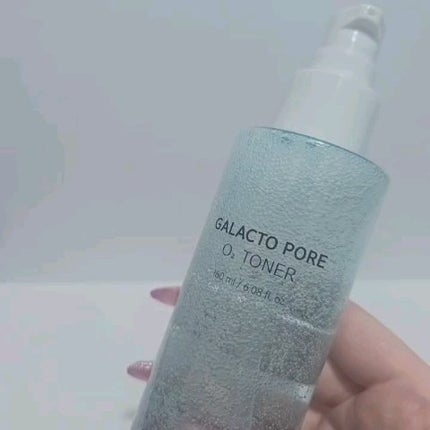 GALACTO PORE
O₂ TONER
180 ml / 6.08 fl. oz.